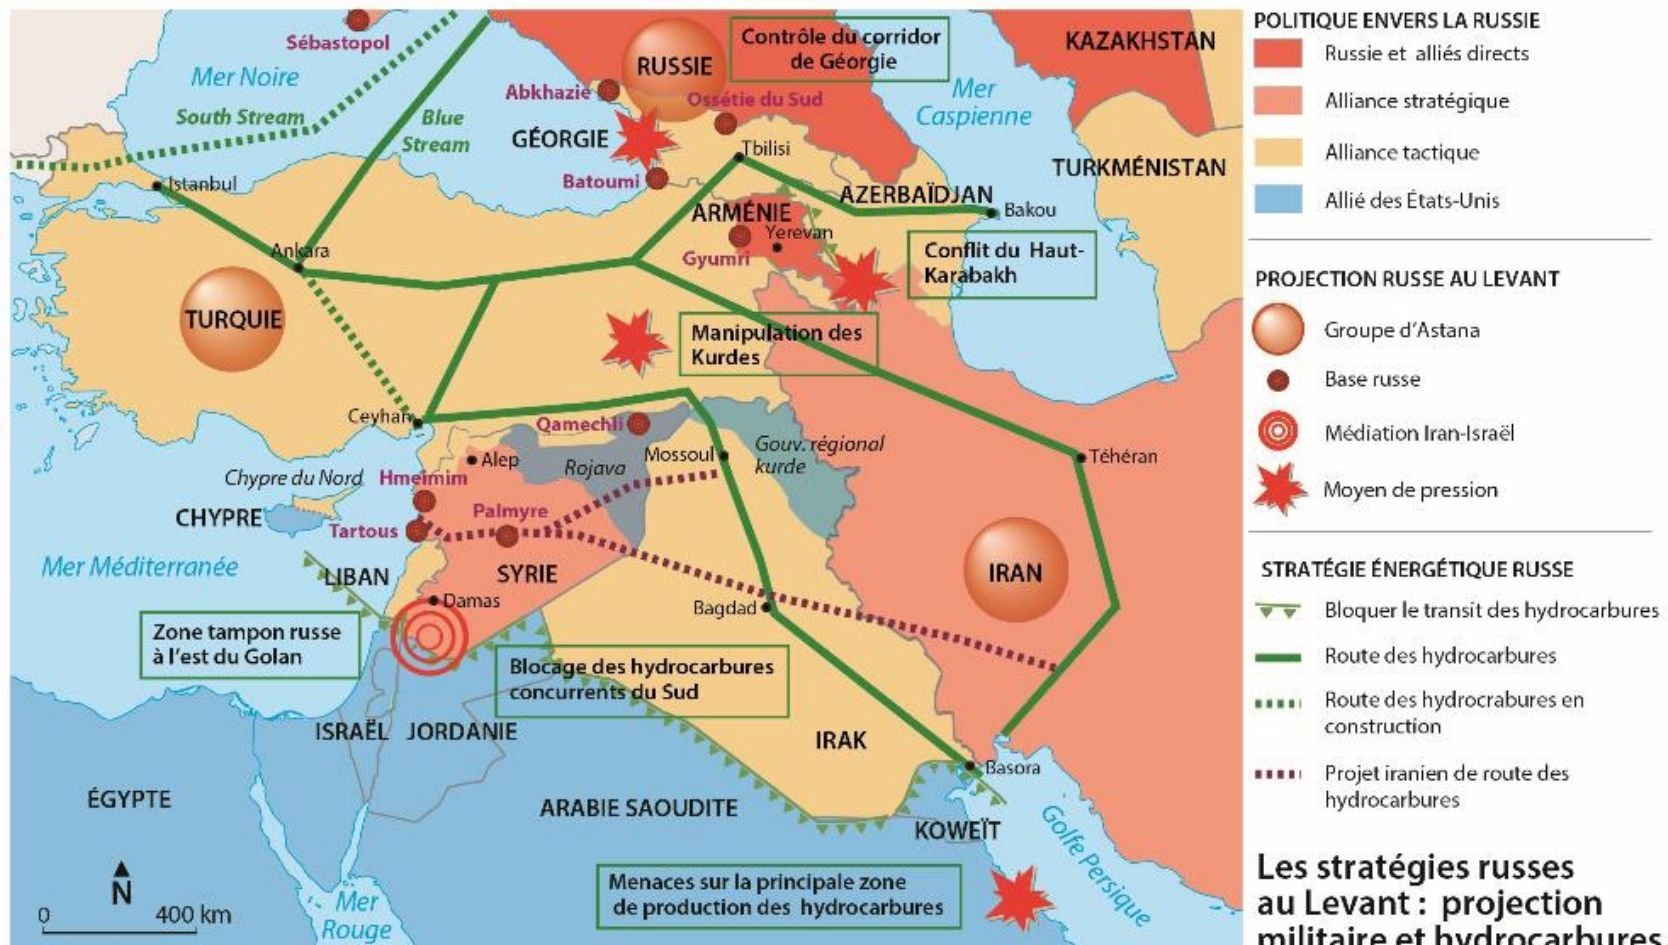 Sébastopol
Mer Noire
South Stream
Blue
Stream
RUSSIE
Contrôle du corridor
de Géorgie
KAZAKHSTAN
Abkhazie
Ossétie du Sud
Mer
Caspienne
GÉORGIE
Tbilisi
Batoumi
TURKMÉNISTAN
Istanbul
AZERBAÏDJAN
ARMÉNIE
Bakou
Yerevan
Gyumri
Ankara
Conflit du Haut-
Karabakh
TURQUIE
Manipulation des
Kurdes
Ceyhan
Qamechli
Gouv. régional
kurde
Alep
Rojava
Mossoul
Téhéran
Chypre du Nord
Hmeimim
CHYPRE
Tartous
Palmyre
Mer Méditerranée
LIBAN
SYRIE
IRAN
Damas
Bagdad
Zone tampon russe
à l'est du Golan
Blocage des hydrocarbures
concurrents du Sud
ISRAËL
JORDANIE
IRAK
Basora
ÉGYPTE
ARABIE SAOUDITE
KOWEÏT
Golfe Persique
Menaces sur la principale zone
de production des hydrocarbures
N
0
400 km
Mer
Rouge
POLITIQUE ENVERS LA RUSSIE
Russie et alliés directs
Alliance stratégique
Alliance tactique
Allié des États-Unis
PROJECTION RUSSE AU LEVANT
Groupe d'Astana
Base russe
Médiation Iran-Israël
Moyen de pression
STRATÉGIE ÉNERGÉTIQUE RUSSE
Bloquer le transit des hydrocarbures
Route des hydrocarbures
Route des hydrocrabures en
construction
Projet iranien de route des
hydrocarbures
Les stratégies russes
au Levant : projection
militaire et hydrocarbures